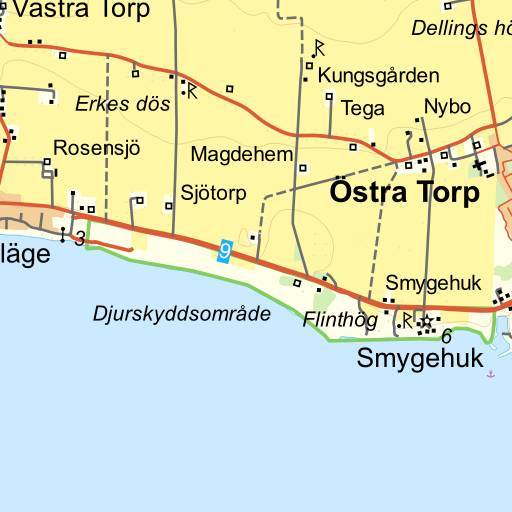 Västra Torp
Dellings hö
Kungsgården
Erkes dös
Tega
Nybo
Rosensjö
Magdehem
Sjötorp
Östra Torp
3
läge
9
Smygehuk
Djurskyddsområde
Flinthög
6
Smygehuk